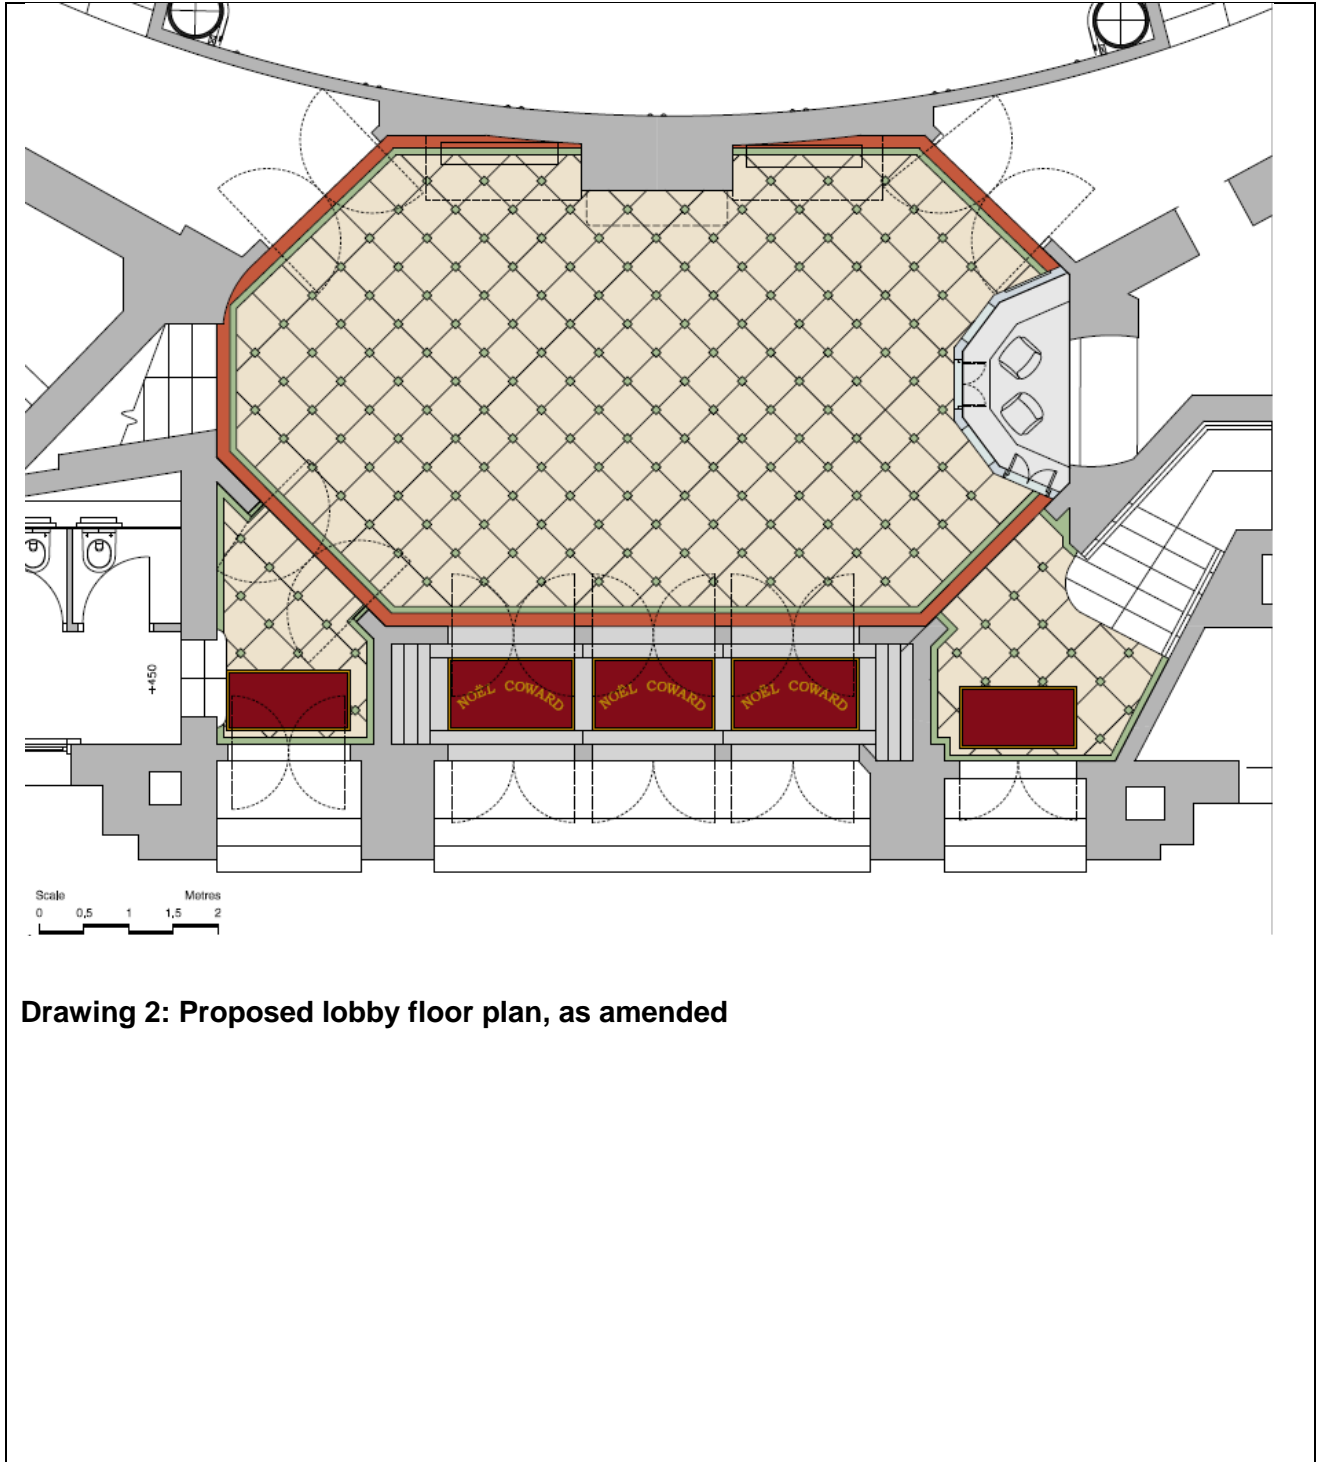 +450
NOËL COWARD NOËL COWARD NOËL COWARD
Scale Metres
0 0,5 1 1,5 2
Drawing 2: Proposed lobby floor plan, as amended